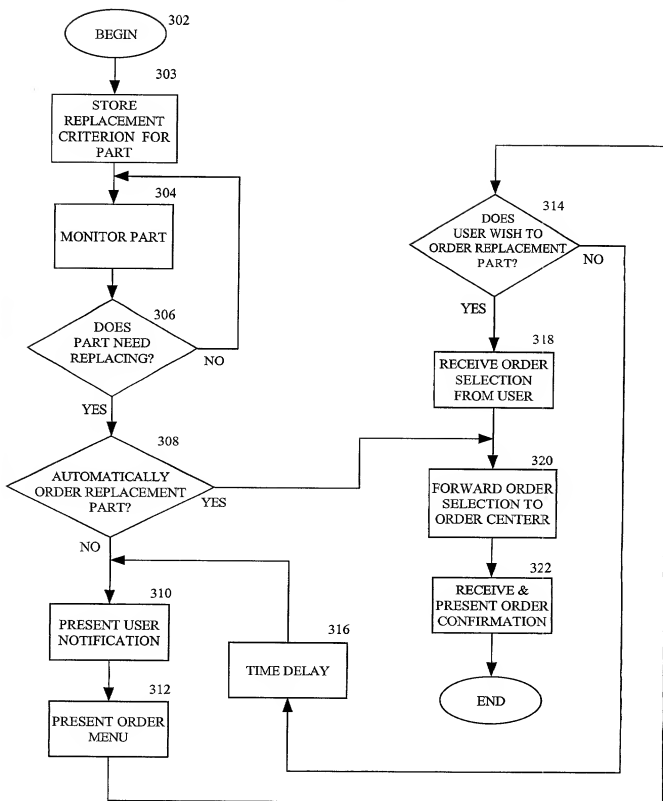 302
BEGIN
303
STORE
REPLACEMENT
CRITERION FOR
PART
304
MONITOR PART
306
DOES
PART NEED
REPLACING?
NO
YES
308
AUTOMATICALLY
ORDER REPLACEMENT
PART?
YES
NO
310
PRESENT USER
NOTIFICATION
312
PRESENT ORDER
MENU
316
TIME DELAY
314
DOES
USER WISH TO
ORDER REPLACEMENT
PART?
NO
YES
318
RECEIVE ORDER
SELECTION
FROM USER
320
FORWARD ORDER
SELECTION TO
ORDER CENTERR
322
RECEIVE &
PRESENT ORDER
CONFIRMATION
END